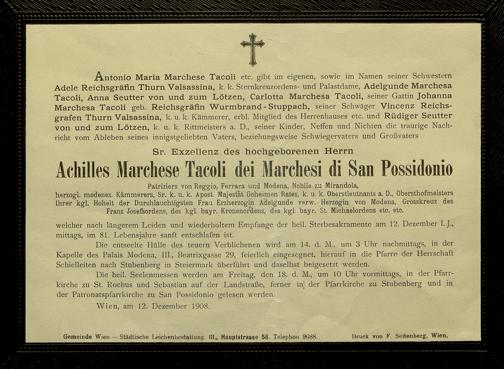 Antonio Maria Marchese Tacoli etc. gibt im eigenen, sowie im Namen seiner Schwestern
Adele Reichsgräfin Thurn Valsassina, k. k. Sternkreuzordens- und Palastdame, Adelgunde Marchesa
Tacoli, Anna Seutter von und zum Lötzen, Carlotta Marchesa Tacoli, seiner Gattin Johanna
Marchesa Tacoli geb. Reichsgräfin Wurmbrand-Stuppach, seiner Schwäger Vincenz Reichs-
grafen Thurn Valsassina, k. u. k. Kämmerer, erbl. Mitglied des Herrenhauses etc. und Rüdiger Seutter
von und zum Lötzen, k. u. k. Rittmeisters a. D., seiner Kinder, Neffen und Nichten die traurige Nach-
richt vom Ableben seines innigstgeliebten Vaters, beziehungsweise Schwiegervaters und Großvaters
Sr. Exzellenz des hochgeborenen Herrn
Achilles Marchese Tacoli dei Marchesi di San Possidonio
Patriziers von Reggio, Ferrara und Modena, Nobile zu Mirandola,
herzogl. modenes. Kämmerers, Sr. k. u. k. Apost. Majestät Geheimen Rates, k. u. k. Oberstleutnants a. D., Obersthofmeisters
Ihrer kgl. Hoheit der Durchlauchtigsten Frau Erzherzogin Adelgunde verw. Herzogin von Modena, Grosskreuz des
Franz Josefsordens, des kgl. bayr. Kronenordens, des kgl. bayr. St. Michaelordens etc. etc.
welcher nach längerem Leiden und wiederholtem Empfange der heil. Sterbesakramente am 12. Dezember l. J.,
mittags, im 81. Lebensjahre sanft entschlafen ist.
Die entseelte Hülle des teuren Verblichenen wird am 14. d. M., um 3 Uhr nachmittags, in der
Kapelle des Palais Modena, III., Beatrixgasse 29, feierlich eingesegnet, hierauf in die Pfarre der Herrschaft
Schielleiten nach Stubenberg in Steiermark überführt und daselbst beigesetzt werden.
Die heil. Seelenmessen werden am Freitag, den 18. d. M., um 10 Uhr vormittags, in der Pfarr-
kirche zu St. Rochus und Sebastian auf der Landstraße, ferner in der Pfarrkirche zu Stubenberg und in
der Patronatspfarrkirche zu San Possidonio gelesen werden.
Wien, am 12. Dezember 1908.
Gemeinde Wien — Städtische Leichenbestattung, III., Hauptstrasse 56. Telephon 9088. Druck von F. Seitenberg, Wien.